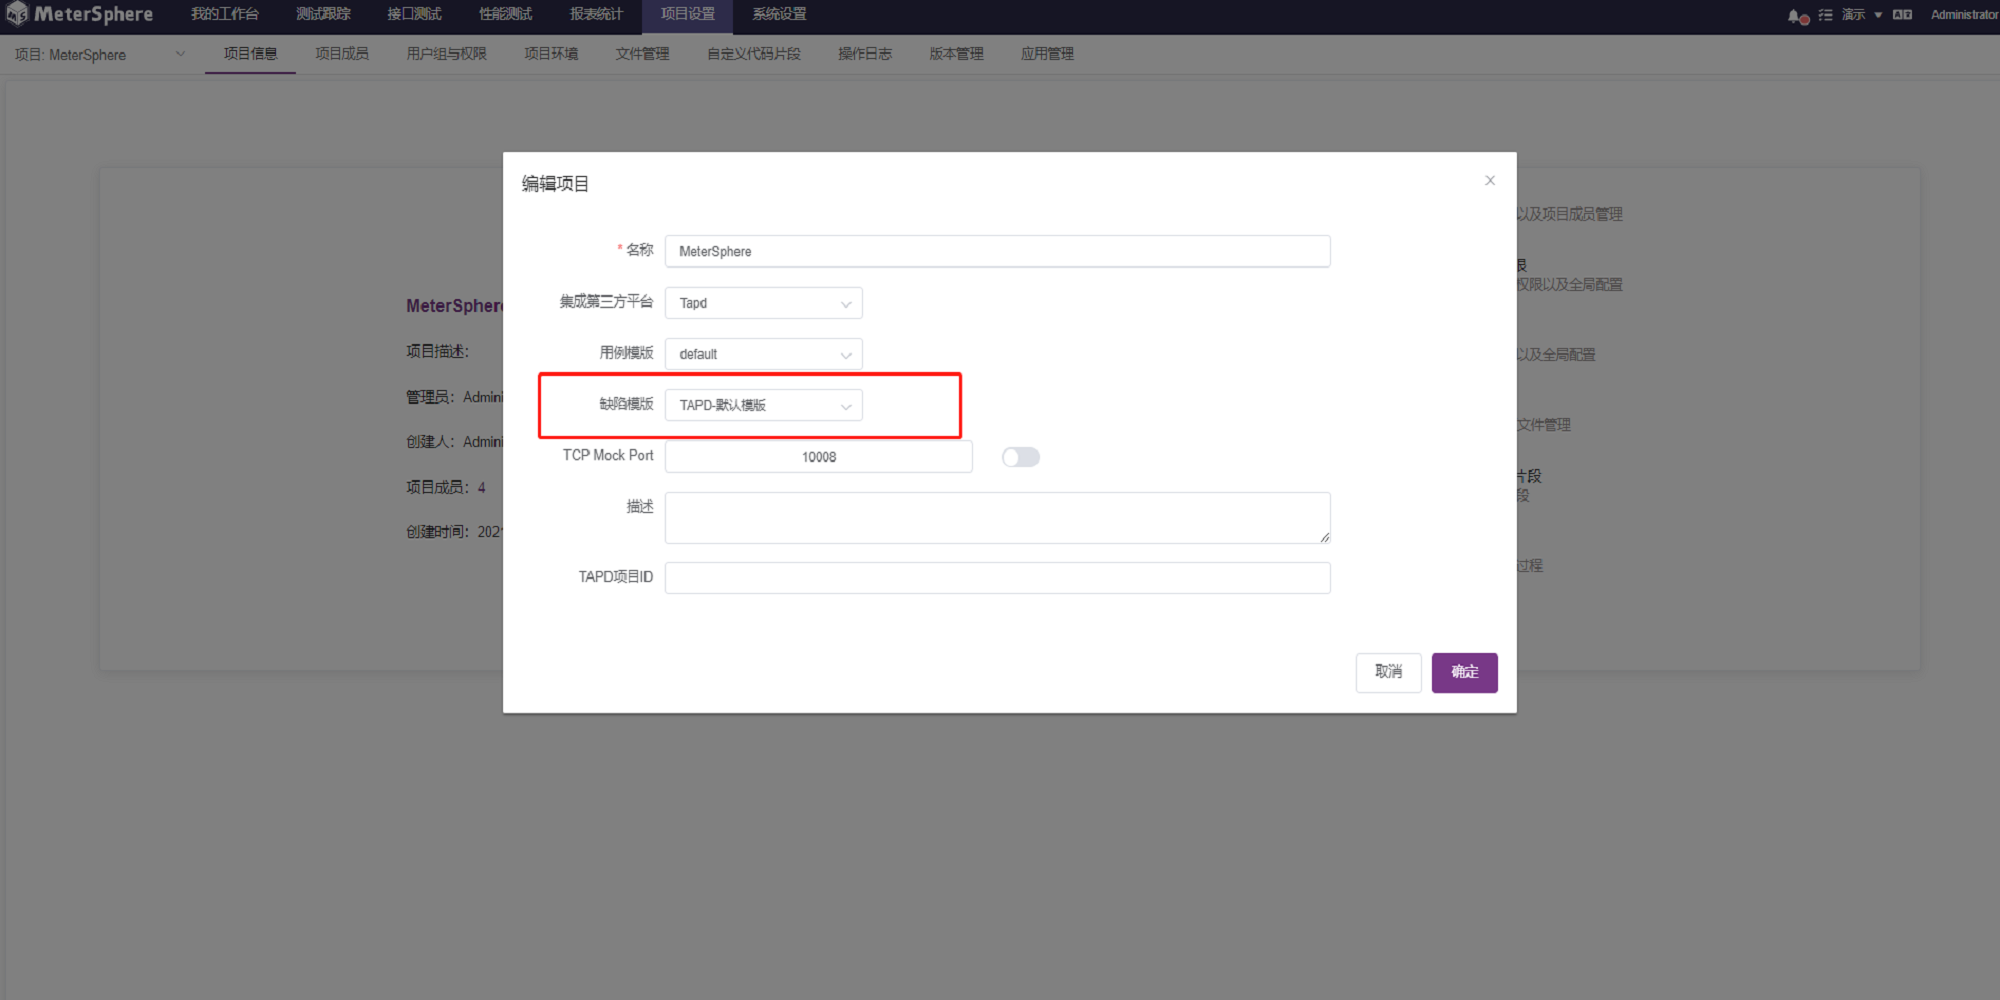 MeterSphere 我的工作台 测试跟踪 接口测试 性能测试 报表统计 项目设置 系统设置 演示 Administrator
项目: MeterSphere 项目信息 项目成员 用户组与权限 项目环境 文件管理 自定义代码片段 操作日志 版本管理 应用管理
编辑项目
* 名称 MeterSphere
集成第三方平台 Tapd
用例模版 default
缺陷模版 TAPD-默认模版
TCP Mock Port 10008
描述
TAPD项目ID
取消 确定
MeterSphere
项目描述:
管理员: Admini
创建人: Admini
项目成员: 4
创建时间: 202
以及项目成员管理
权限以及全局配置
以及全局配置
文件管理
片段
段
过程